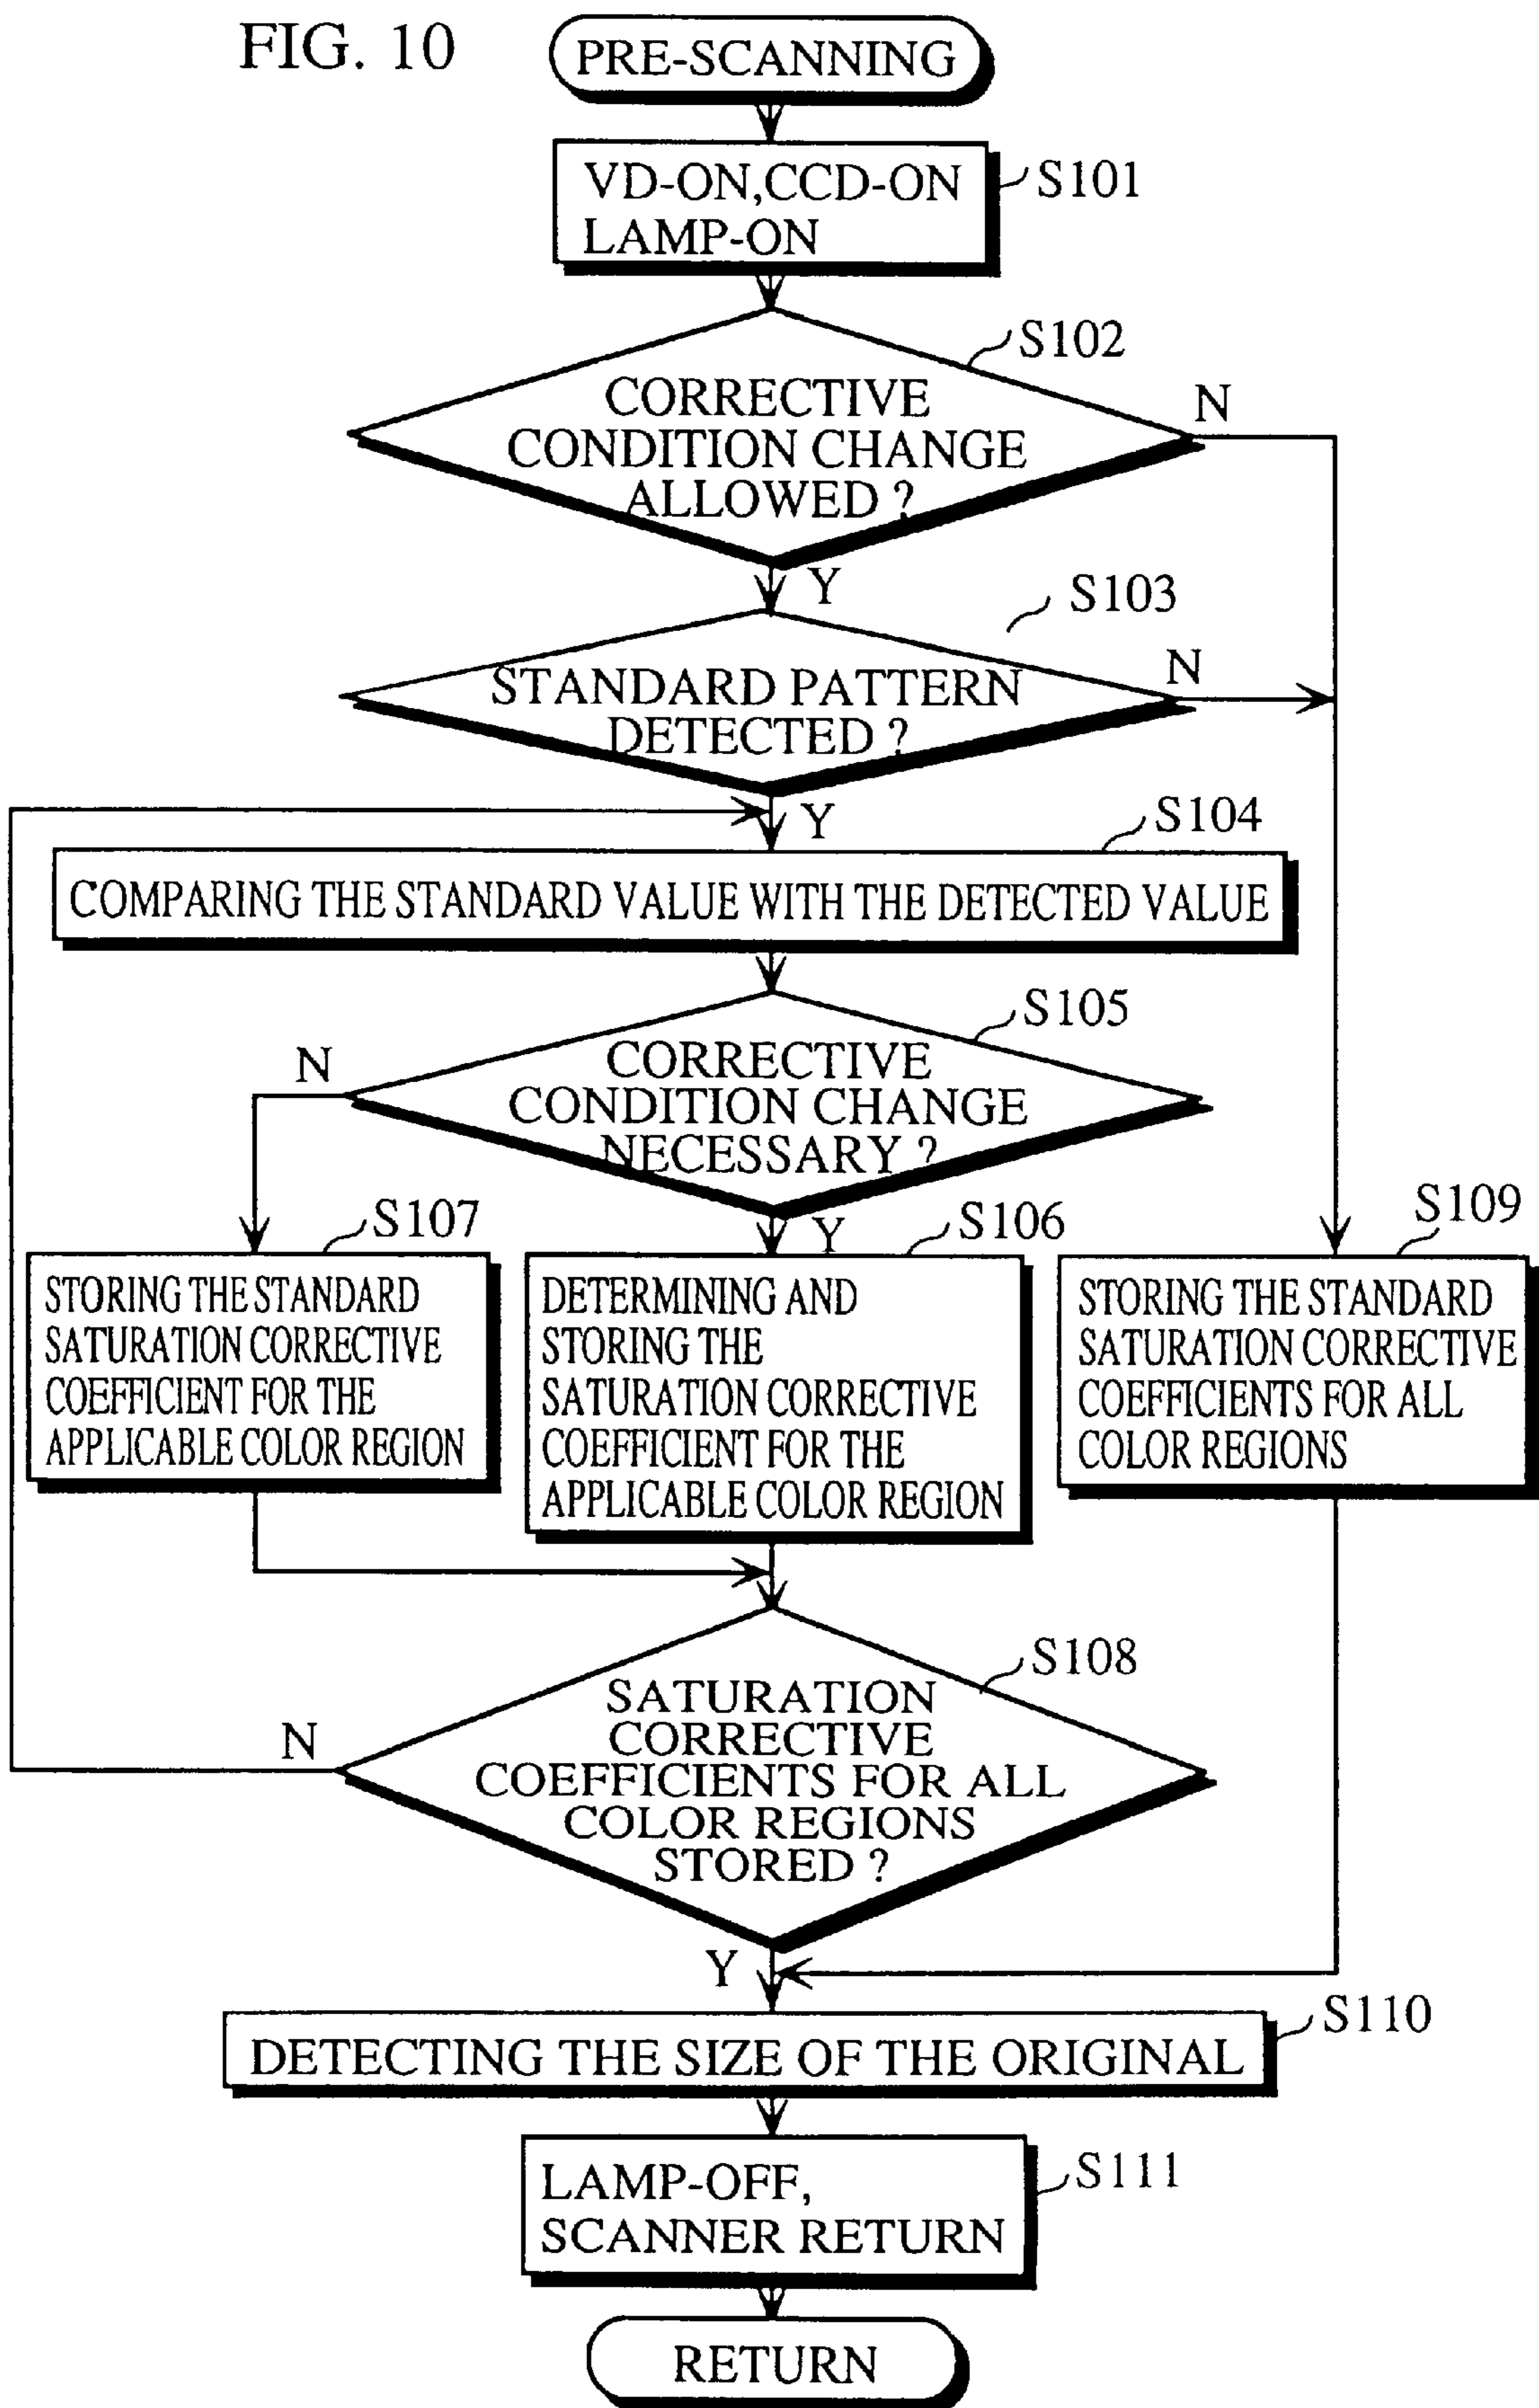 FIG. 10
PRE-SCANNING
VD-ON,CCD-ON
LAMP-ON
S101
S102
CORRECTIVE
CONDITION CHANGE
ALLOWED ?
N
Y
S103
STANDARD PATTERN
DETECTED ?
N
Y
S104
COMPARING THE STANDARD VALUE WITH THE DETECTED VALUE
S105
CORRECTIVE
CONDITION CHANGE
NECESSARY ?
N
Y
S107
STORING THE STANDARD
SATURATION CORRECTIVE
COEFFICIENT FOR THE
APPLICABLE COLOR REGION
S106
DETERMINING AND
STORING THE
SATURATION CORRECTIVE
COEFFICIENT FOR THE
APPLICABLE COLOR REGION
S109
STORING THE STANDARD
SATURATION CORRECTIVE
COEFFICIENTS FOR ALL
COLOR REGIONS
S108
SATURATION
CORRECTIVE
COEFFICIENTS FOR ALL
COLOR REGIONS
STORED ?
N
Y
S110
DETECTING THE SIZE OF THE ORIGINAL
S111
LAMP-OFF,
SCANNER RETURN
RETURN